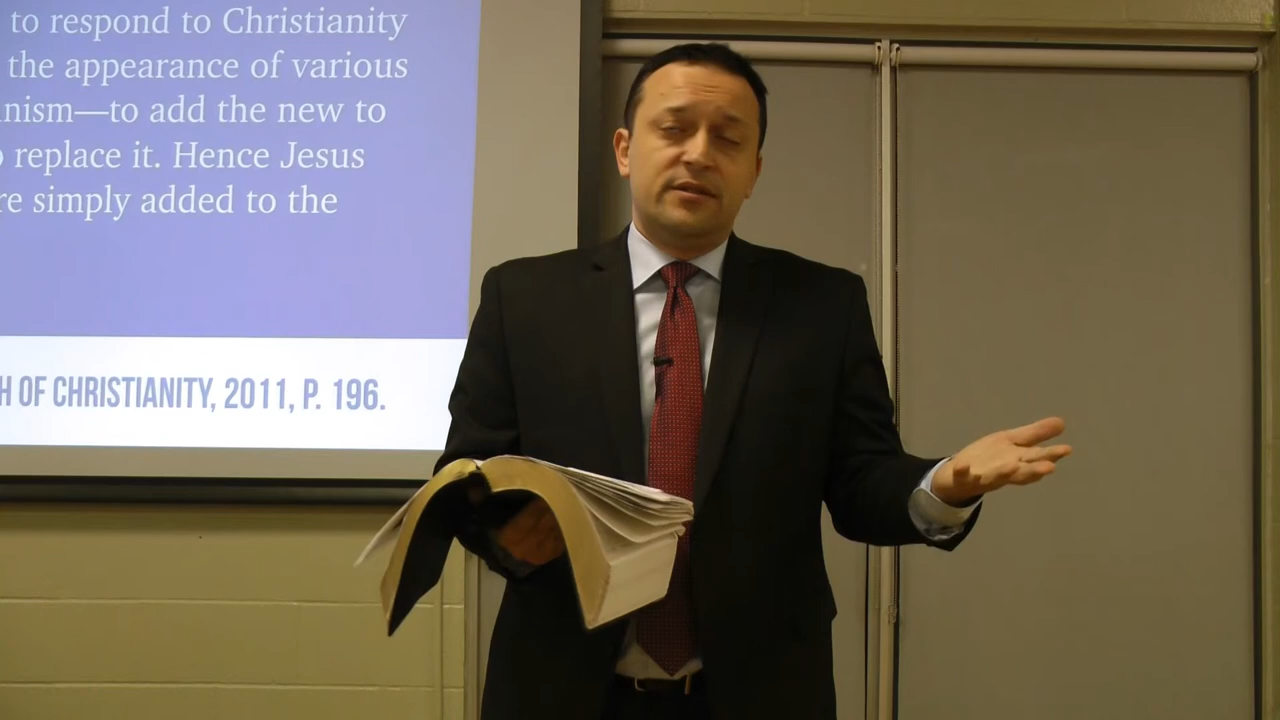 to respond to Christianity
the appearance of various
nism—to add the new to
replace it. Hence Jesus
re simply added to the
H OF CHRISTIANITY, 2011, P. 196.